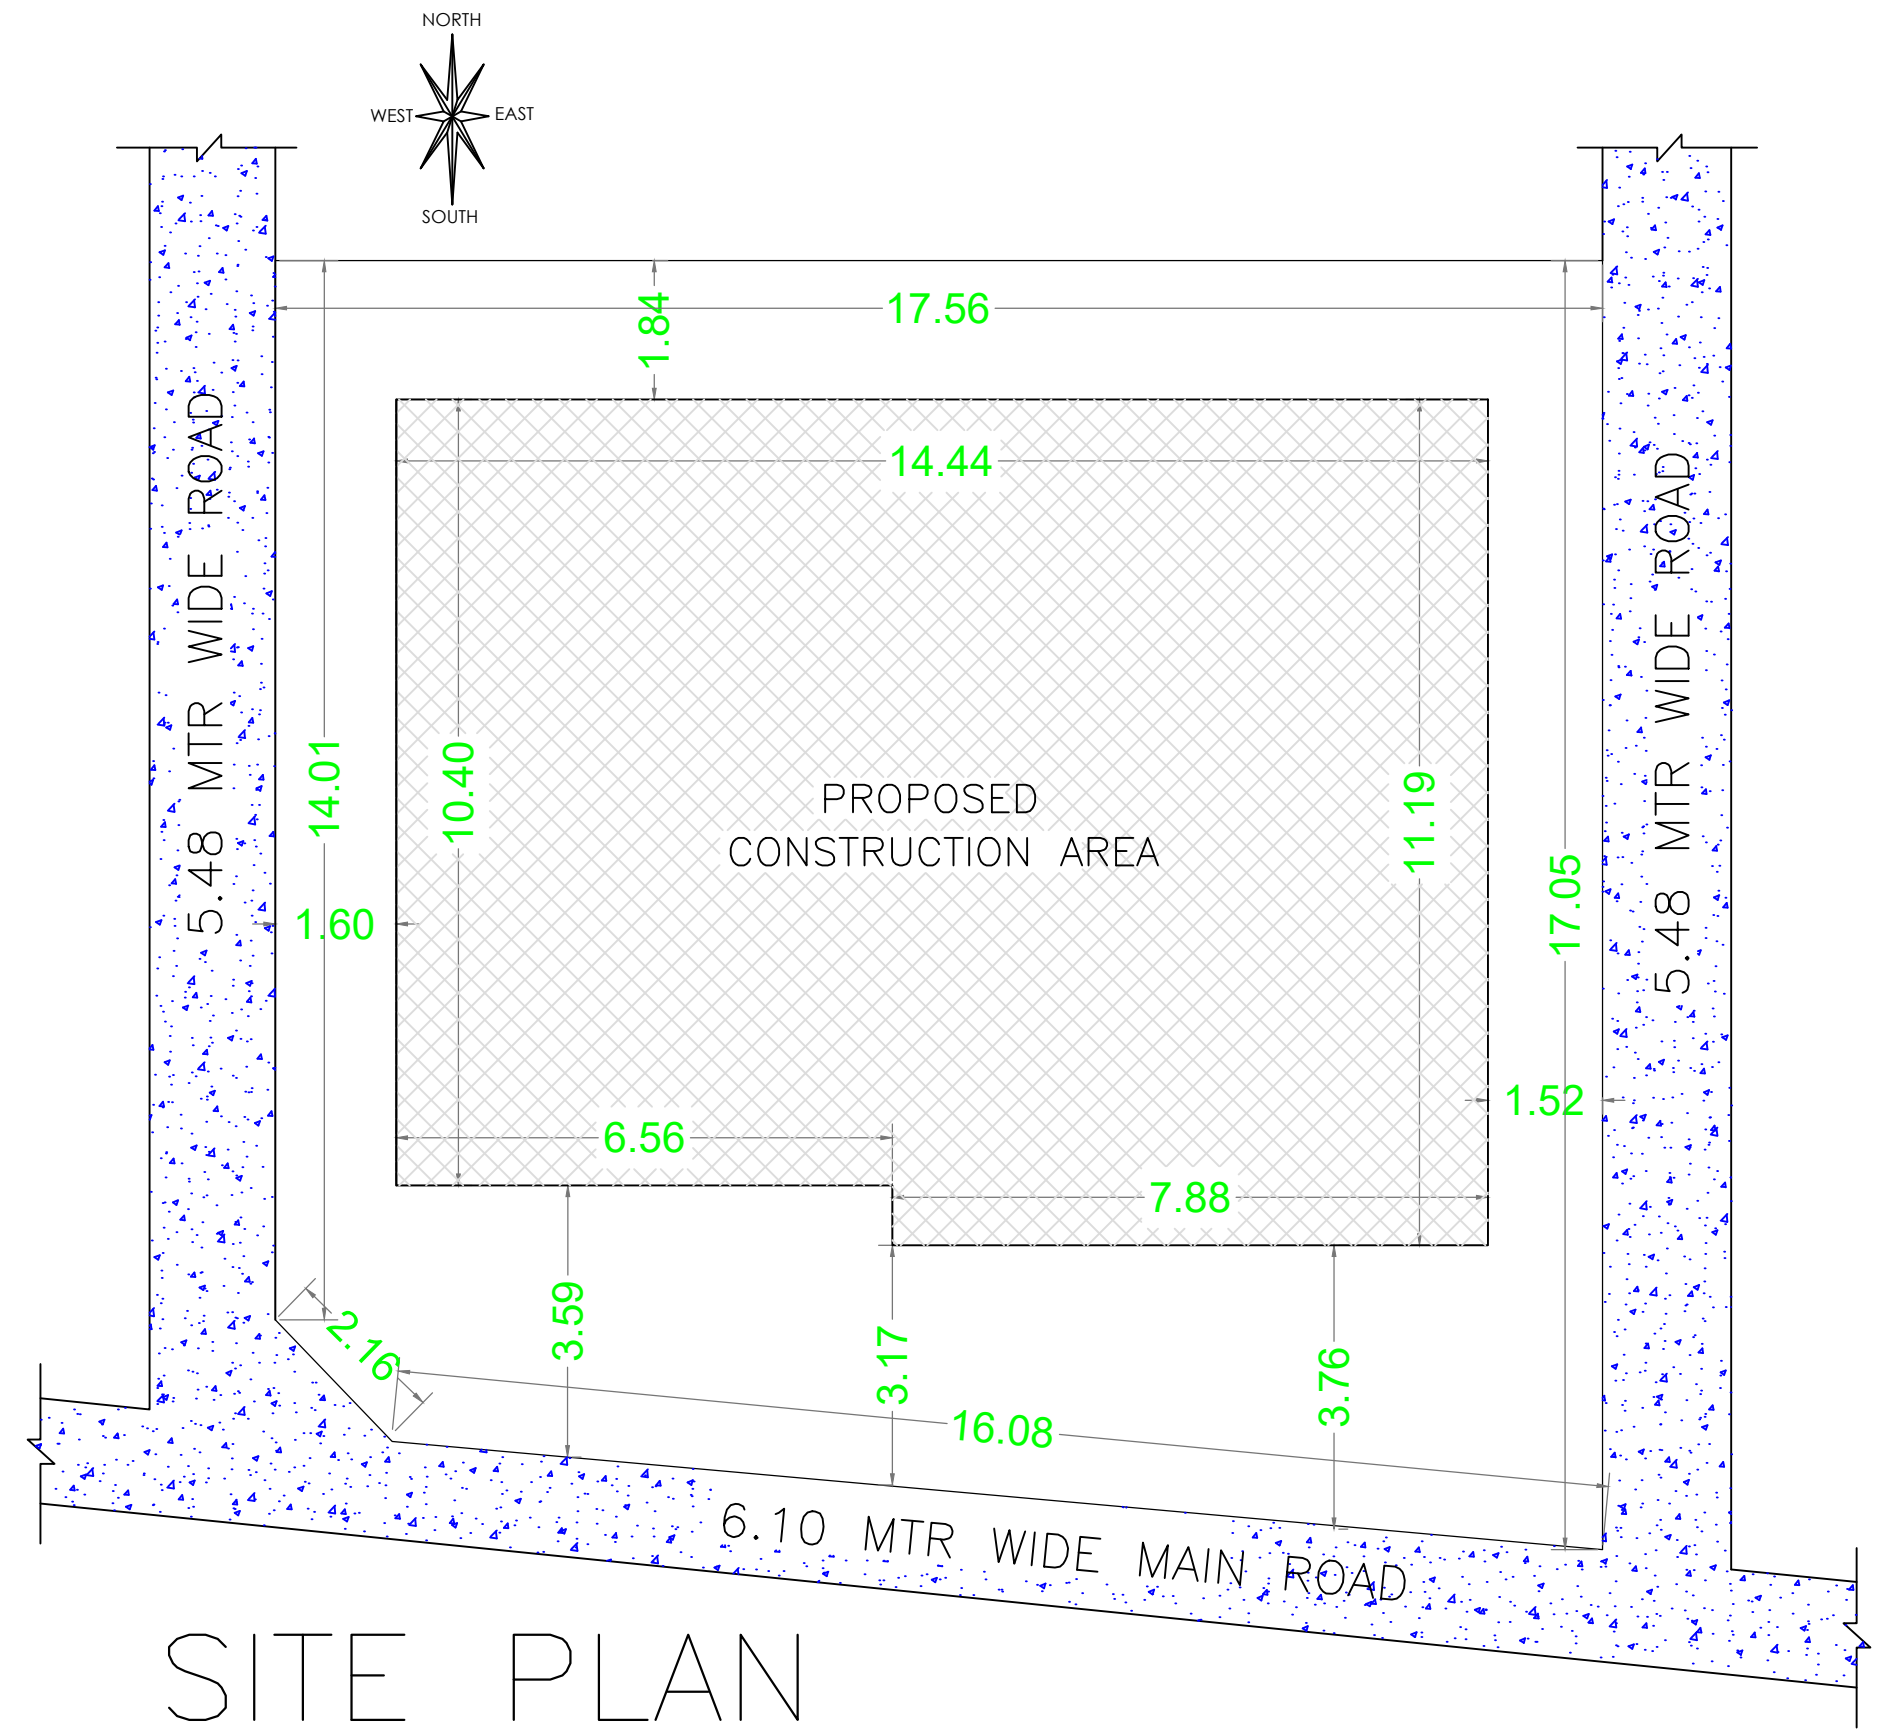 NORTH
WEST
EAST
SOUTH
17.56
1.84
14.44
5.48 MTR WIDE ROAD
5.48 MTR WIDE ROAD
14.01
10.40
11.19
PROPOSED
CONSTRUCTION AREA
17.05
1.60
1.52
6.56
7.88
3.59
2.16
3.17
3.76
16.08
6.10 MTR WIDE MAIN ROAD
SITE PLAN